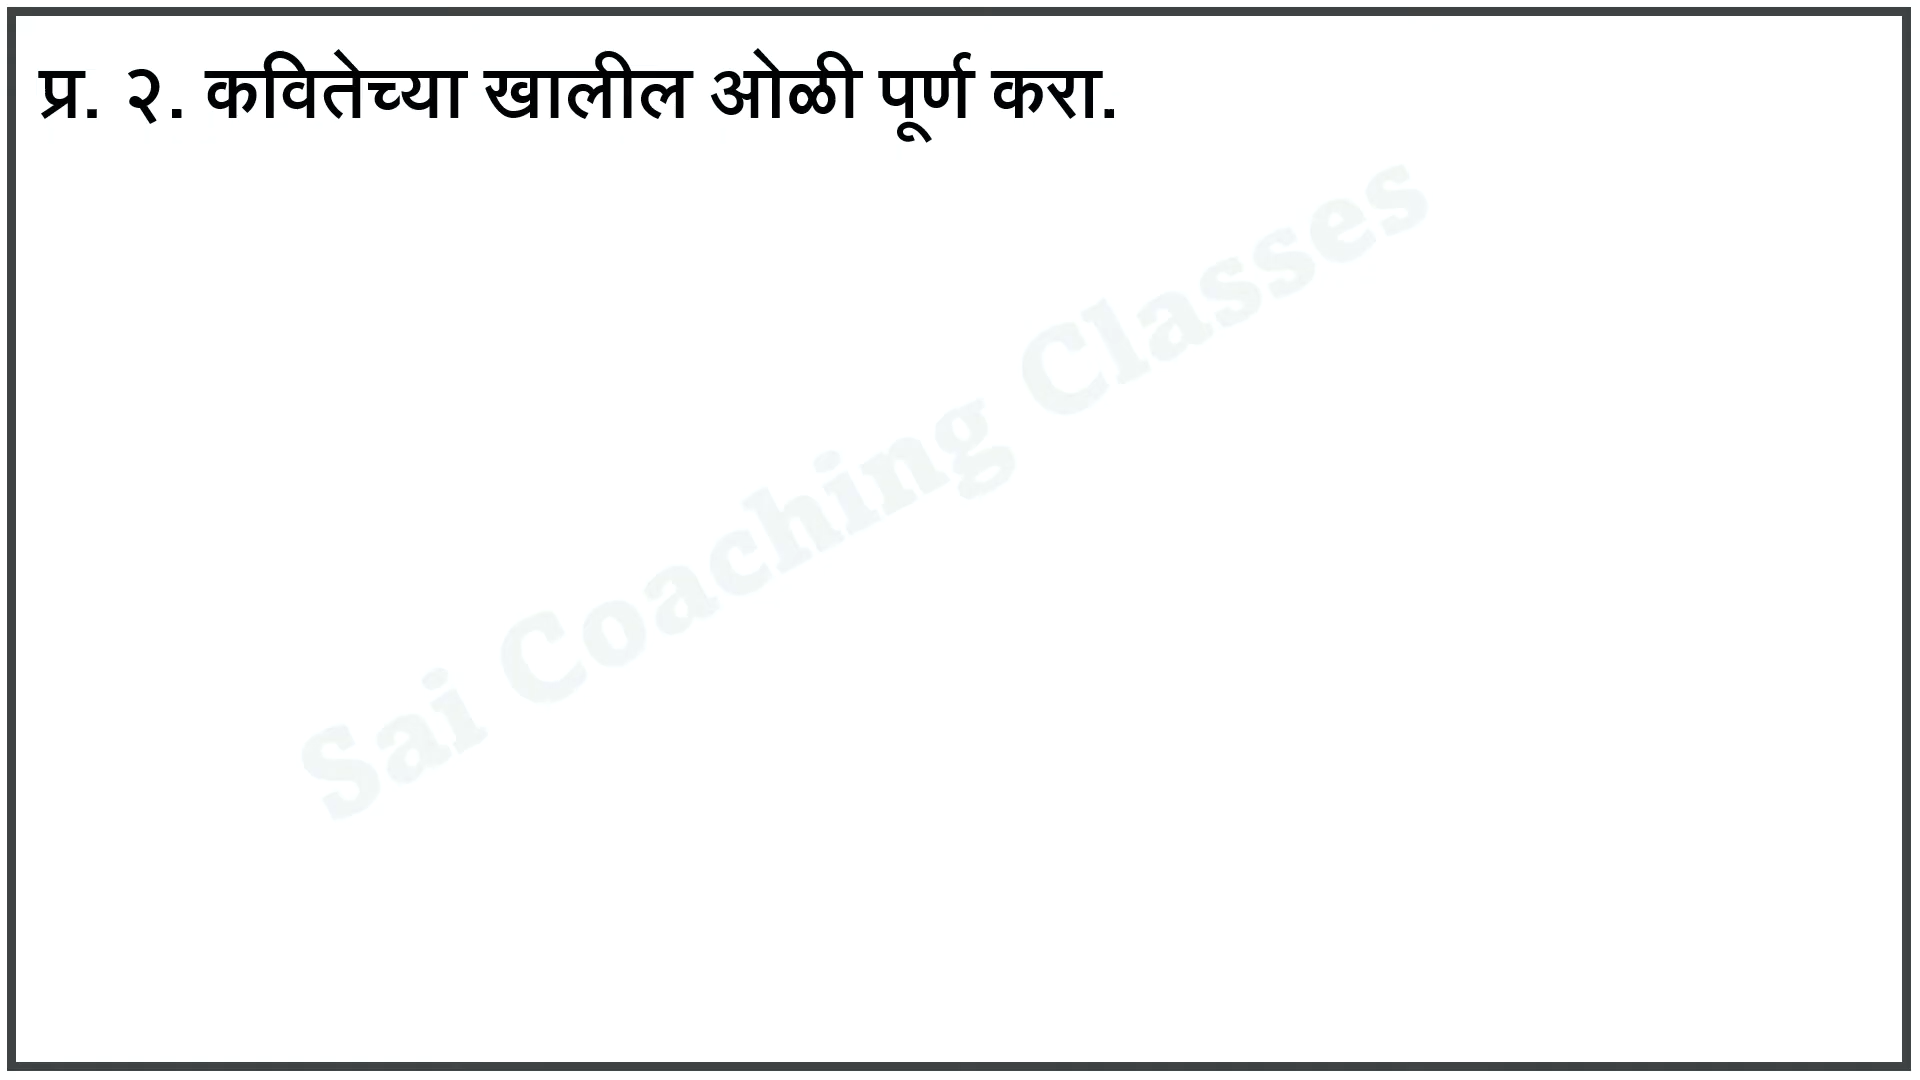 प्र. २. कवितेच्या खालील ओळी पूर्ण करा.
Sai Coaching Classes